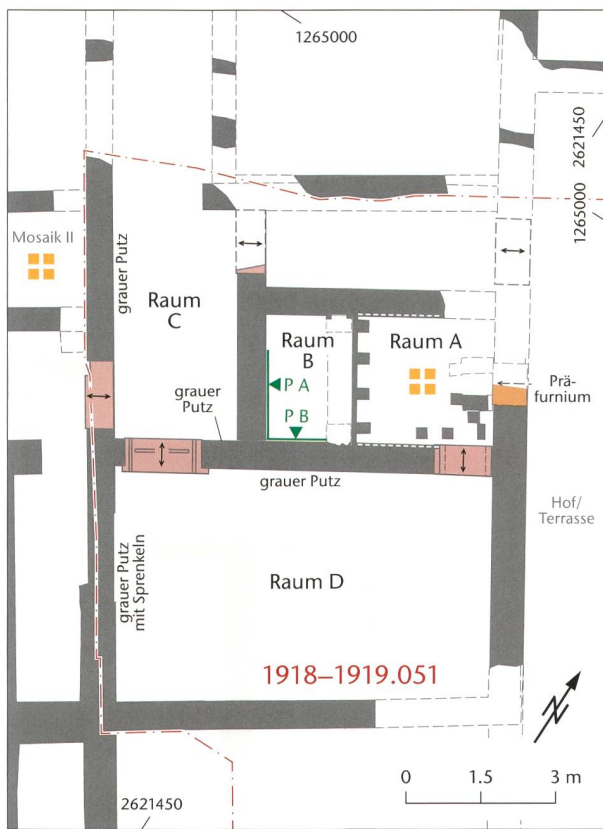 1265000
2621450
1265000
Mosaik II
grauer Putz
Raum
C
Raum
B
Raum A
P A
P B
Prä-
furnium
grauer
Putz
grauer Putz
Hof/
Terrasse
grauer Putz
mit Sprenkeln
Raum D
1918–1919.051
N
0 1.5 3 m
2621450